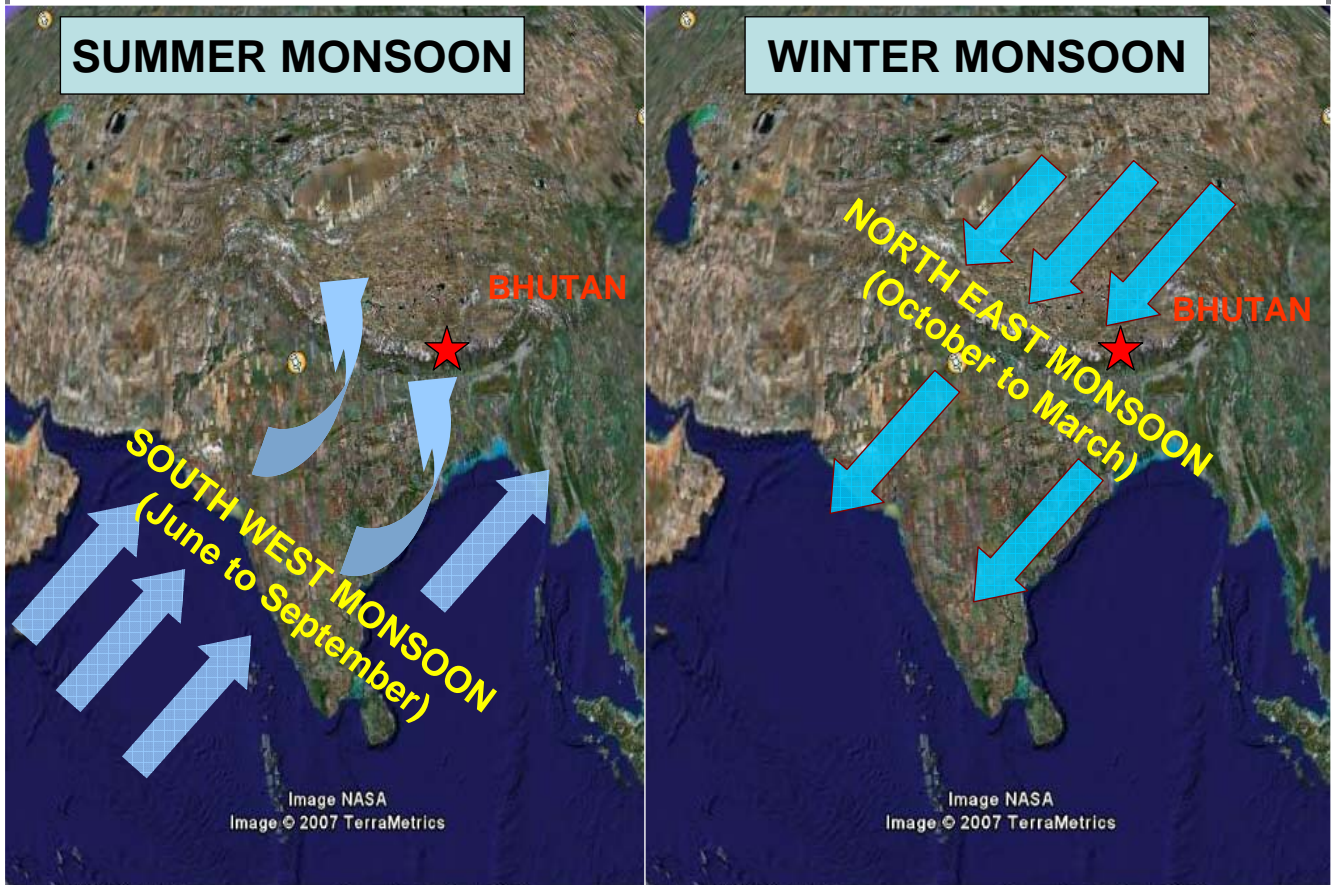 SUMMER MONSOON
BHUTAN
SOUTH WEST MONSOON
(June to September)
Image NASA
Image © 2007 TerraMetrics
WINTER MONSOON
NORTH EAST MONSOON
(October to March)
BHUTAN
Image NASA
Image © 2007 TerraMetrics